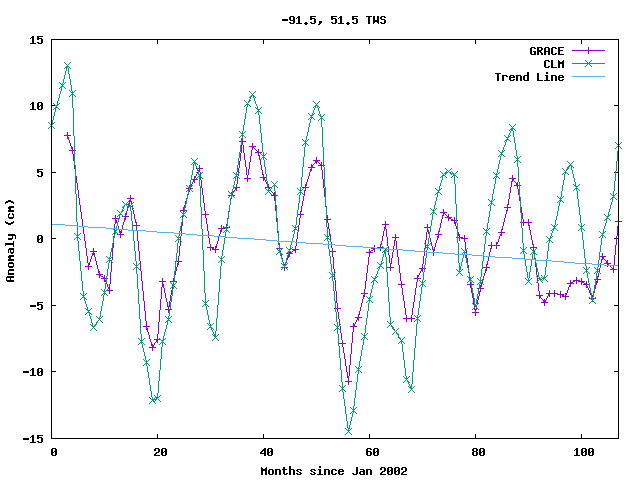 -91.5, 51.5 TWS
GRACE
CLM
Trend Line
15
10
5
0
-5
-10
-15
Anomaly (cm)
0 20 40 60 80 100
Months since Jan 2002